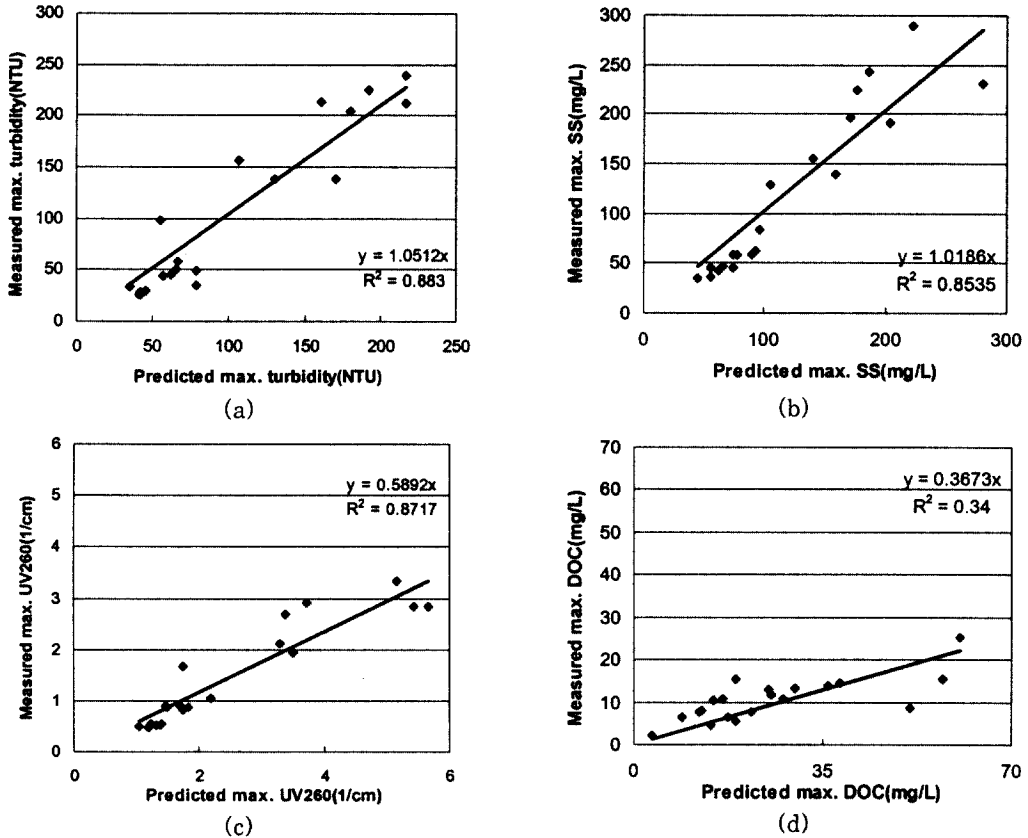 Measured max. turbidity(NTU)
300
250
200
150
100
50
0
0 50 100 150 200 250
y = 1.0512x
R² = 0.883
Predicted max. turbidity(NTU)
(a)
Measured max. SS(mg/L)
300
250
200
150
100
50
0
0 100 200 300
y = 1.0186x
R² = 0.8535
Predicted max. SS(mg/L)
(b)
Measured max. UV260(1/cm)
6
5
4
3
2
1
0
0 2 4 6
y = 0.5892x
R² = 0.8717
Predicted max. UV260(1/cm)
(c)
Measured max. DOC(mg/L)
70
60
50
40
30
20
10
0
0 35 70
y = 0.3673x
R² = 0.34
Predicted max. DOC(mg/L)
(d)